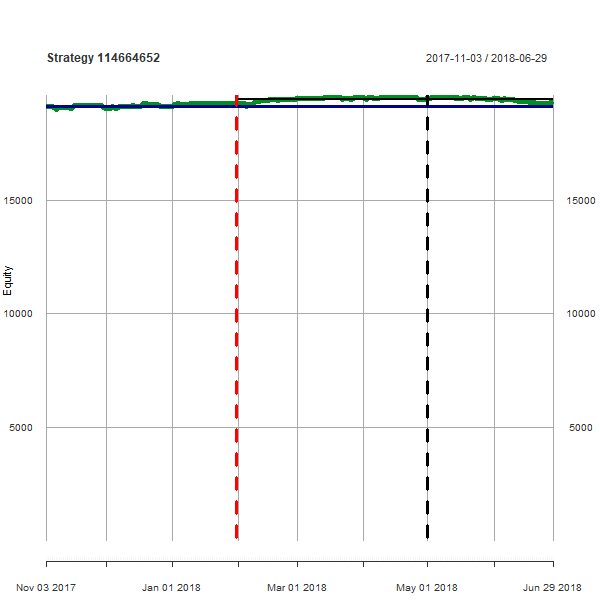 Strategy 114664652
2017-11-03 / 2018-06-29
15000
15000
Equity
10000
10000
5000
5000
Nov 03 2017
Jan 01 2018
Mar 01 2018
May 01 2018
Jun 29 2018